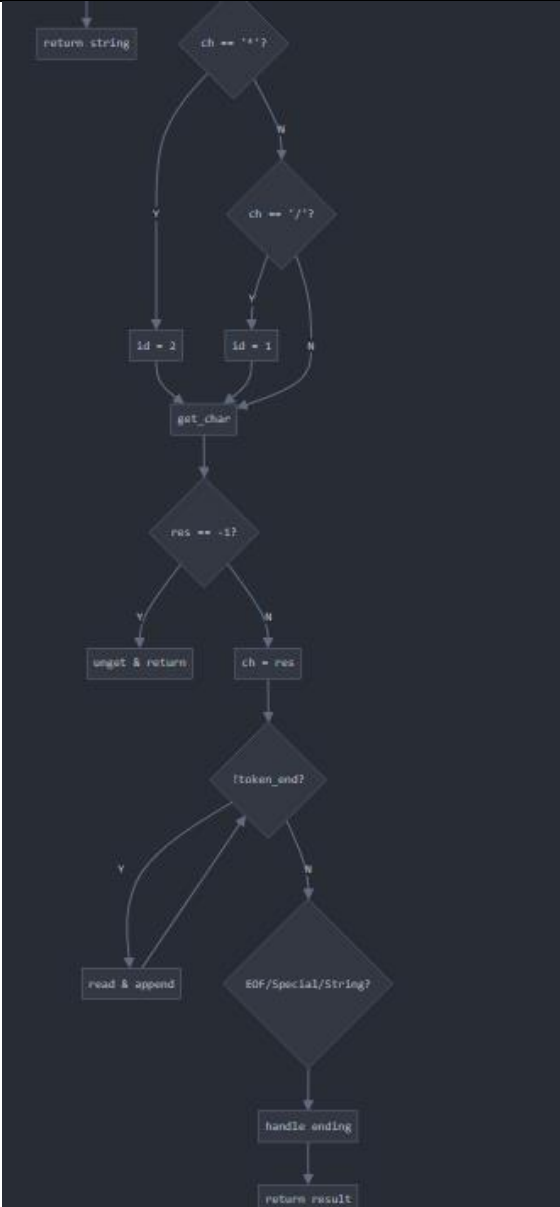 return string
ch == '*'?
N
ch == '/'?
Y
Y
id = 2
id = 1
N
get_char
res == -1?
Y
N
unget & return
ch = res
!token_end?
Y
N
read & append
EOF/Special/String?
handle ending
return result